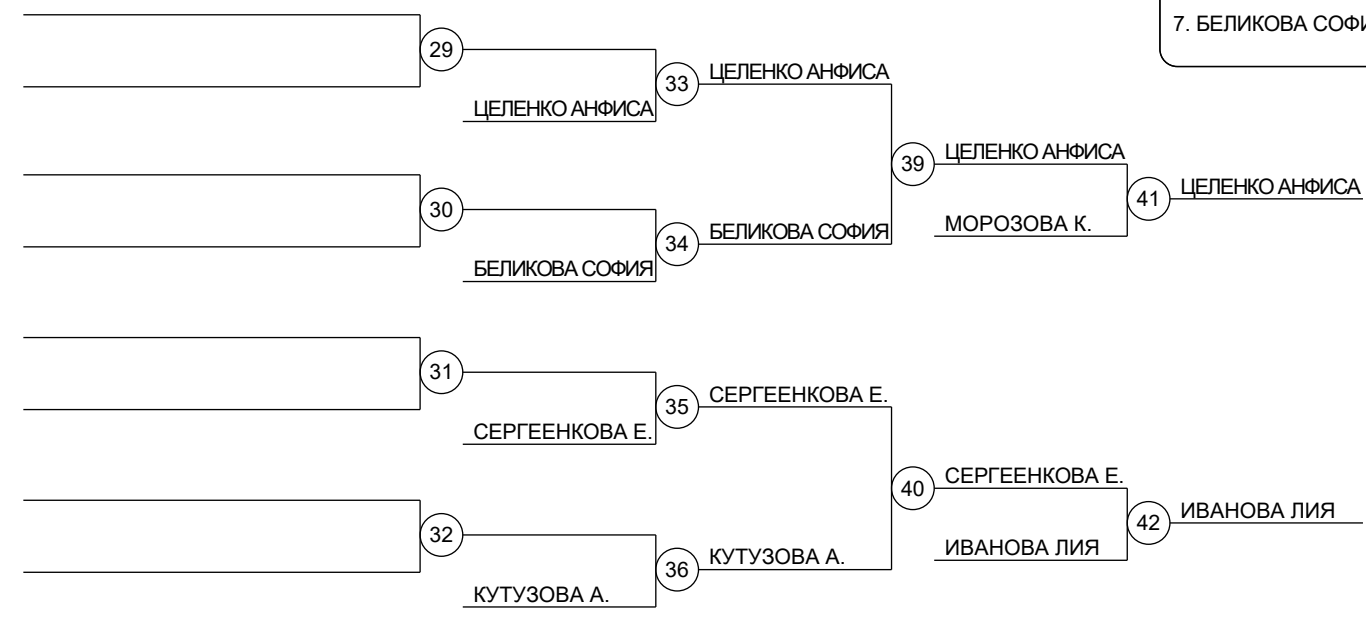 7. БЕЛИКОВА СОФИ
29
ЦЕЛЕНКО АНФИСА
33
ЦЕЛЕНКО АНФИСА
39
ЦЕЛЕНКО АНФИСА
41
ЦЕЛЕНКО АНФИСА
МОРОЗОВА К.
30
БЕЛИКОВА СОФИЯ
34
БЕЛИКОВА СОФИЯ
31
СЕРГЕЕНКОВА Е.
35
СЕРГЕЕНКОВА Е.
40
СЕРГЕЕНКОВА Е.
42
ИВАНОВА ЛИЯ
ИВАНОВА ЛИЯ
32
КУТУЗОВА А.
36
КУТУЗОВА А.